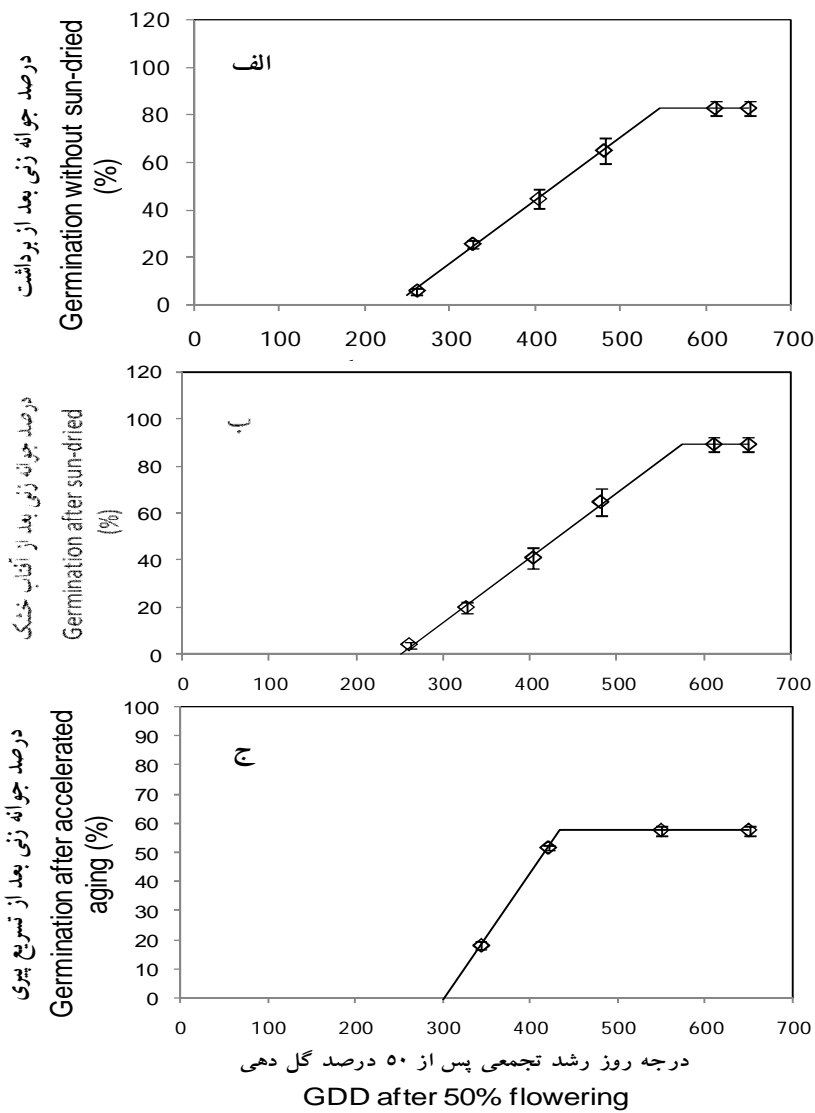 درصد جوانه زنی بعد از برداشت
Germination without sun-dried
(%)
الف
120
100
80
60
40
20
0
0 100 200 300 400 500 600 700
درصد جوانه زنی بعد از آفتاب خشک
Germination after sun-dried
(%)
ب
120
100
80
60
40
20
0
0 100 200 300 400 500 600 700
درصد جوانه زنی بعد از تسریع پیری
Germination after accelerated
aging (%)
ج
100
90
80
70
60
50
40
30
20
10
0
0 100 200 300 400 500 600 700
درجه روز رشد تجمعی پس از ۵۰ درصد گل دهی
GDD after 50% flowering